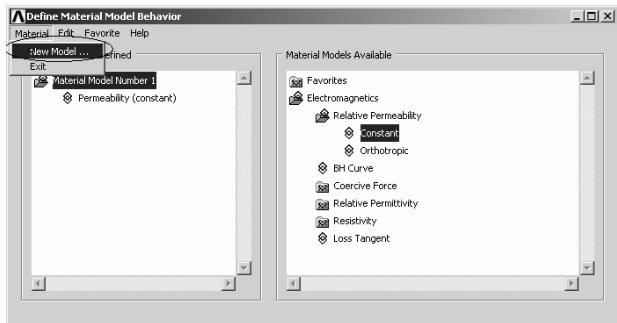 Define Material Model Behavior
Material Edit Favorite Help
New Model ...
Exit
efined
Material Models Available
Material Model Number 1
Permeability (constant)
Favorites
Electromagnetics
Relative Permeability
Constant
Orthotropic
BH Curve
Coercive Force
Relative Permittivity
Resistivity
Loss Tangent